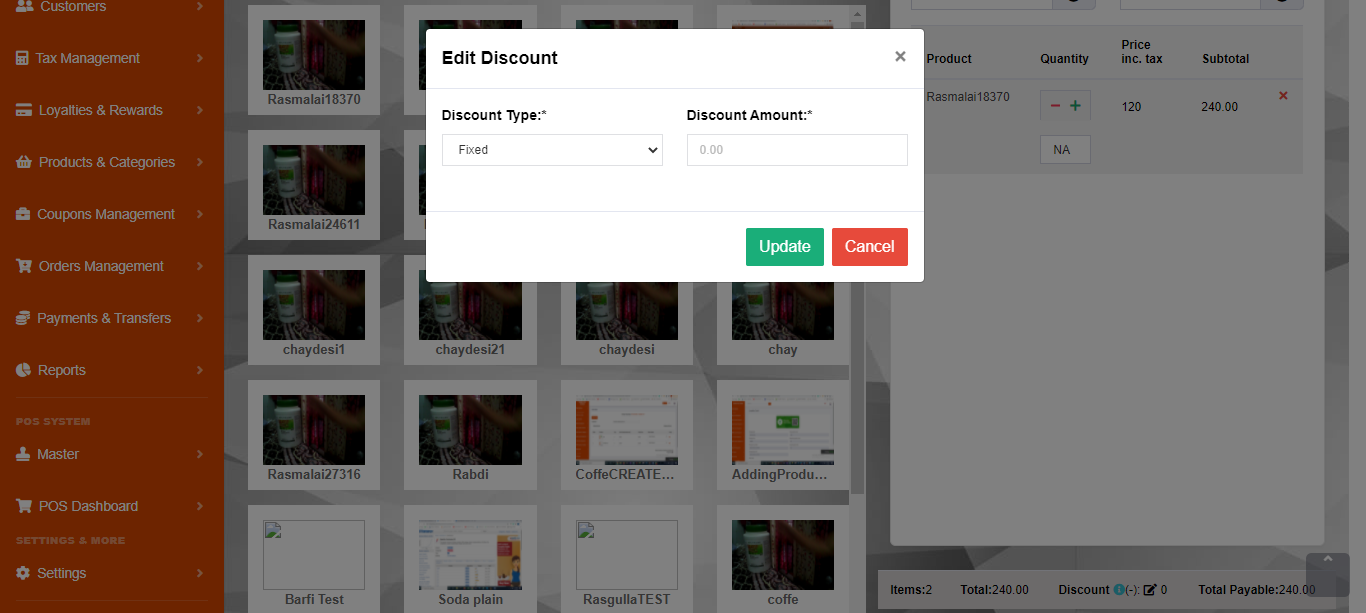 Customers
Tax Management
Loyalties & Rewards
Products & Categories
Coupons Management
Orders Management
Payments & Transfers
Reports
POS SYSTEM
Master
POS Dashboard
SETTINGS & MORE
Settings
Rasmalai18370
Rasmalai24611
chaydesi1
chaydesi21
chaydesi
chay
Rasmalai27316
Rabdi
CoffeCREATE...
AddingProdu...
Barfi Test
Soda plain
RasgullaTEST
coffe
Edit Discount
×
Discount Type:*
Discount Amount:*
Fixed
0.00
Update
Cancel
Product
Quantity
Price
inc. tax
Subtotal
Rasmalai18370
120
240.00
NA
Items:2
Total:240.00
Discount (-): 0
Total Payable:240.00